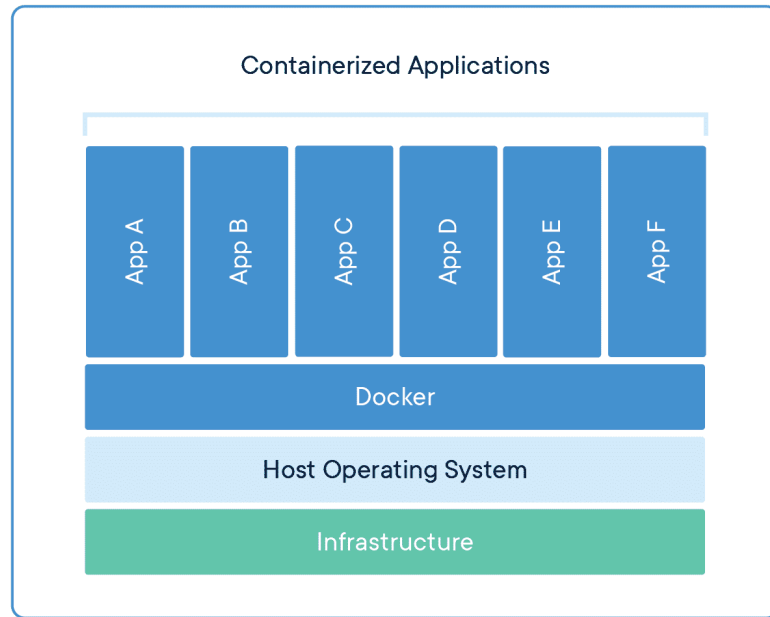 Containerized Applications
App A
App B
App C
App D
App E
App F
Docker
Host Operating System
Infrastructure